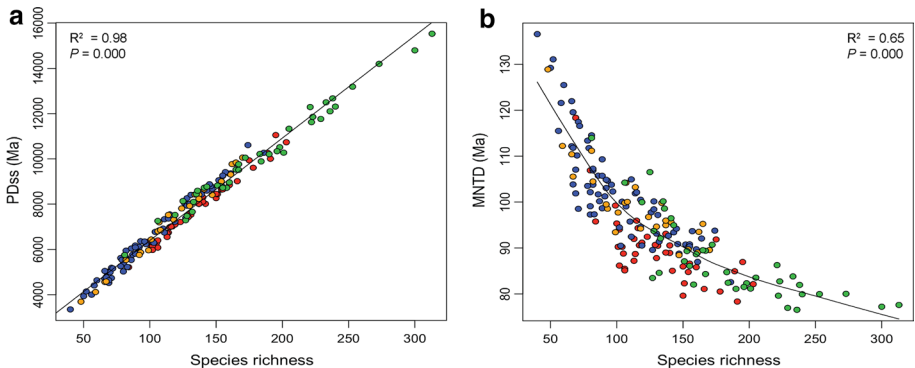 a
R² = 0.98
P = 0.000
PDss (Ma)
16000
14000
12000
10000
8000
6000
4000
50 100 150 200 250 300
Species richness
b
R² = 0.65
P = 0.000
MNTD (Ma)
130
120
110
100
90
80
50 100 150 200 250 300
Species richness